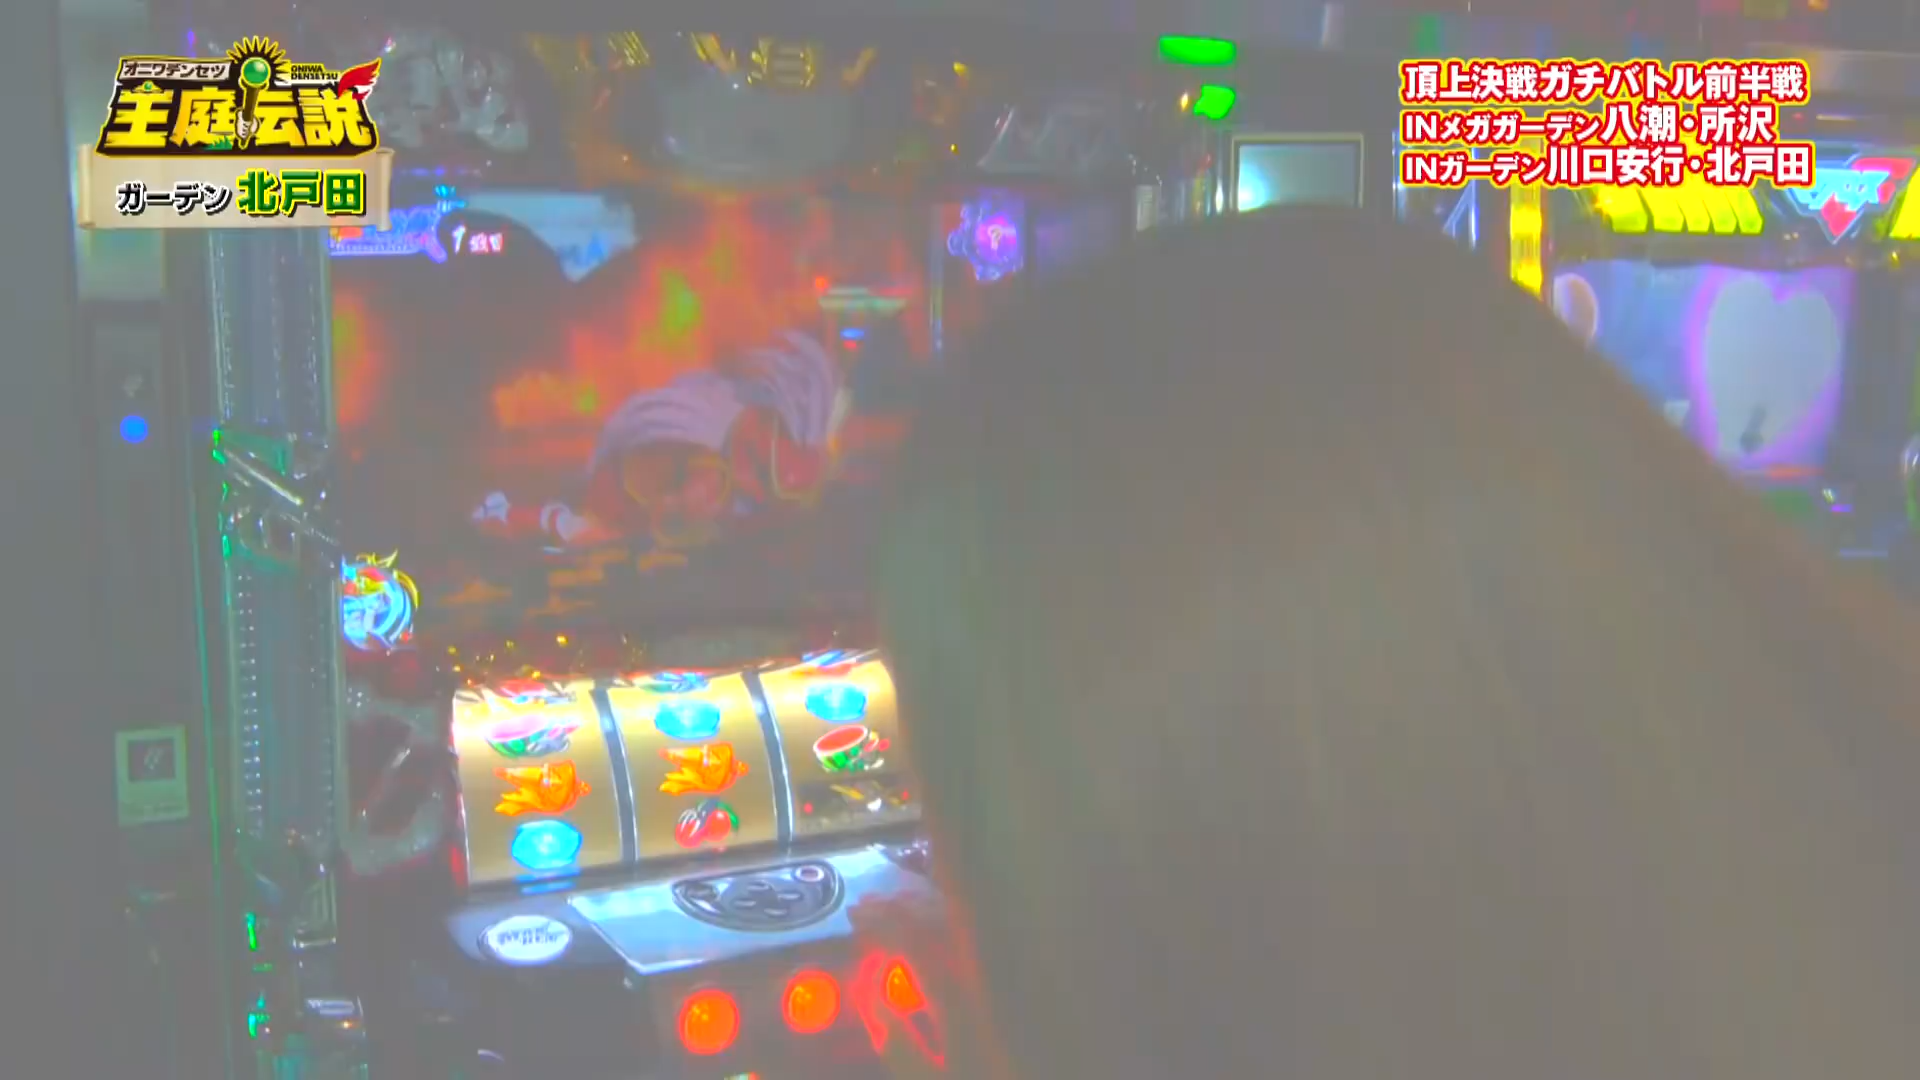 オニワデンセツ
ONIWA
DENSETSU
主庭伝説
ガーデン 北戸田
頂上決戦ガチバトル前半戦
INメガガーデン八潮・所沢
INガーデン川口安行・北戸田